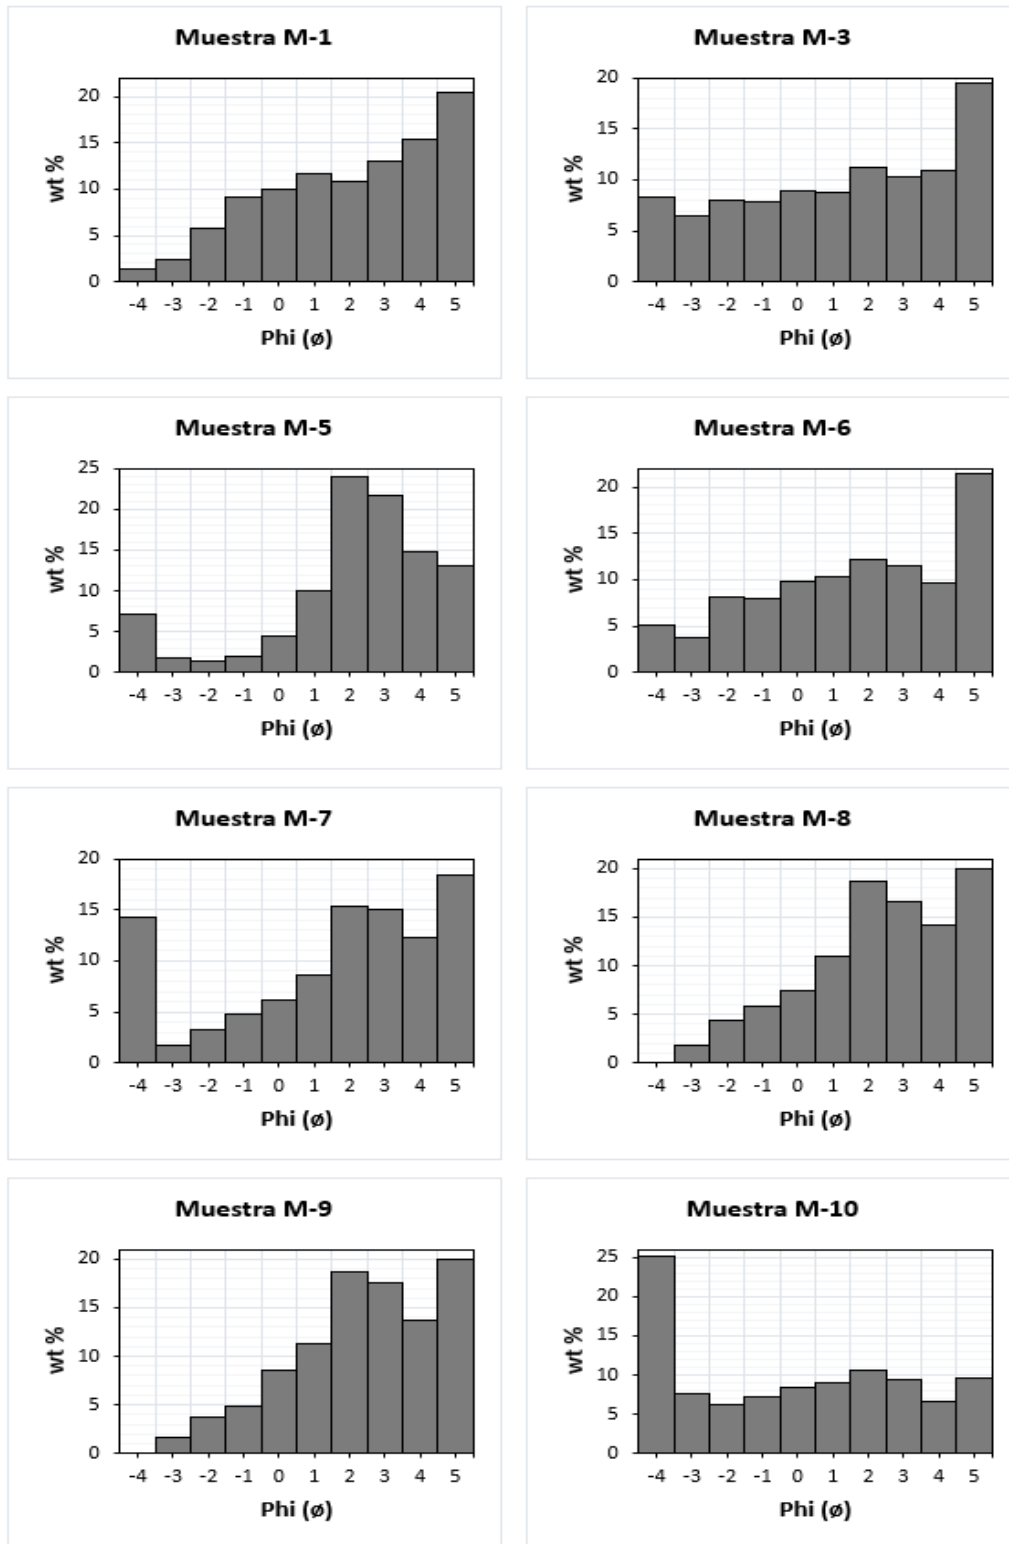 Muestra M-1
20
15
10
5
0
wt %
-4 -3 -2 -1 0 1 2 3 4 5
Phi (ø)
Muestra M-3
20
15
10
5
0
wt %
-4 -3 -2 -1 0 1 2 3 4 5
Phi (ø)
Muestra M-5
25
20
15
10
5
0
wt %
-4 -3 -2 -1 0 1 2 3 4 5
Phi (ø)
Muestra M-6
20
15
10
5
0
wt %
-4 -3 -2 -1 0 1 2 3 4 5
Phi (ø)
Muestra M-7
20
15
10
5
0
wt %
-4 -3 -2 -1 0 1 2 3 4 5
Phi (ø)
Muestra M-8
20
15
10
5
0
wt %
-4 -3 -2 -1 0 1 2 3 4 5
Phi (ø)
Muestra M-9
20
15
10
5
0
wt %
-4 -3 -2 -1 0 1 2 3 4 5
Phi (ø)
Muestra M-10
25
20
15
10
5
0
wt %
-4 -3 -2 -1 0 1 2 3 4 5
Phi (ø)